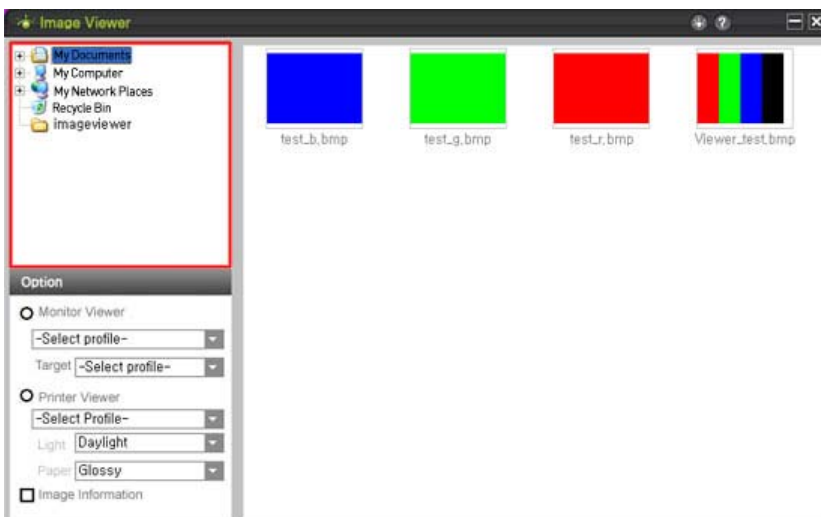 Image Viewer
?
My Documents
My Computer
My Network Places
Recycle Bin
imageviewer
test_b.bmp
test_g.bmp
test_r.bmp
Viewer_test.bmp
Option
Monitor Viewer
-Select profile-
Target -Select profile-
Printer Viewer
-Select Profile-
Light Daylight
Paper Glossy
Image Information